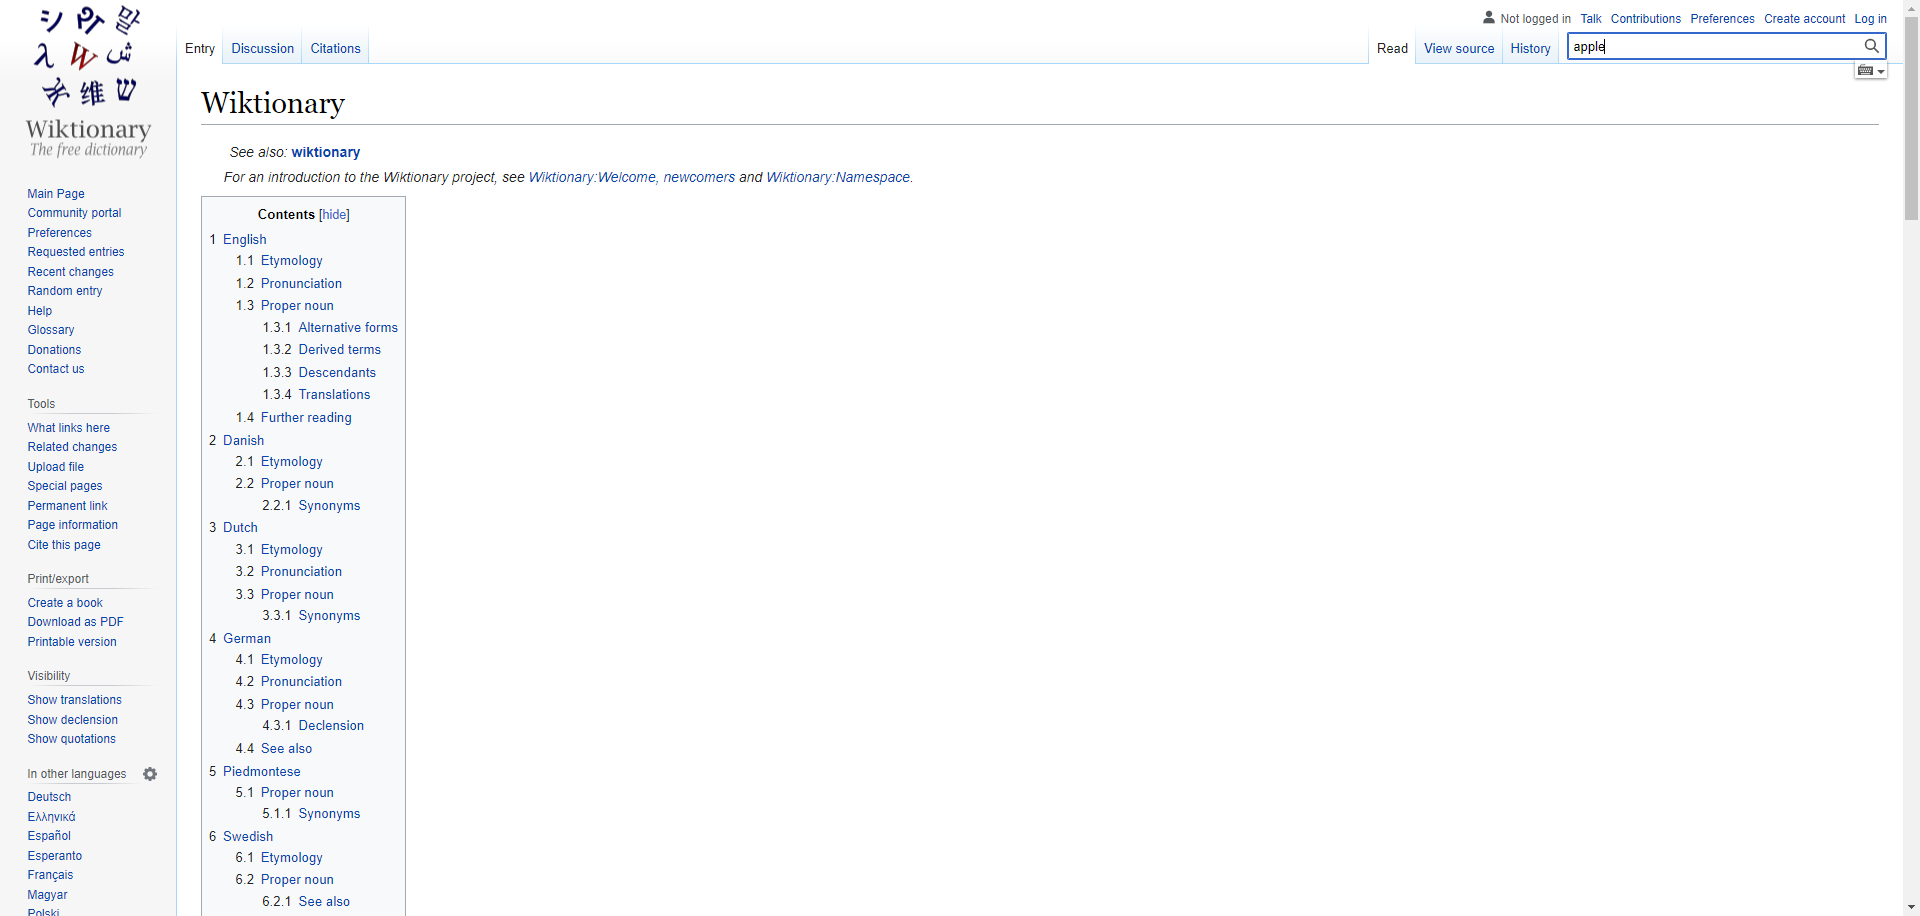 Not logged in Talk Contributions Preferences Create account Log in
Entry Discussion Citations Read View source History apple
Wiktionary
The free dictionary
Wiktionary
See also: wiktionary
For an introduction to the Wiktionary project, see Wiktionary:Welcome, newcomers and Wiktionary:Namespace.
Main Page
Community portal
Preferences
Requested entries
Recent changes
Random entry
Help
Glossary
Donations
Contact us
Tools
What links here
Related changes
Upload file
Special pages
Permanent link
Page information
Cite this page
Print/export
Create a book
Download as PDF
Printable version
Visibility
Show translations
Show declension
Show quotations
In other languages
Deutsch
Ελληνικά
Español
Esperanto
Français
Magyar
Polski
Contents [hide]
1 English
1.1 Etymology
1.2 Pronunciation
1.3 Proper noun
1.3.1 Alternative forms
1.3.2 Derived terms
1.3.3 Descendants
1.3.4 Translations
1.4 Further reading
2 Danish
2.1 Etymology
2.2 Proper noun
2.2.1 Synonyms
3 Dutch
3.1 Etymology
3.2 Pronunciation
3.3 Proper noun
3.3.1 Synonyms
4 German
4.1 Etymology
4.2 Pronunciation
4.3 Proper noun
4.3.1 Declension
4.4 See also
5 Piedmontese
5.1 Proper noun
5.1.1 Synonyms
6 Swedish
6.1 Etymology
6.2 Proper noun
6.2.1 See also